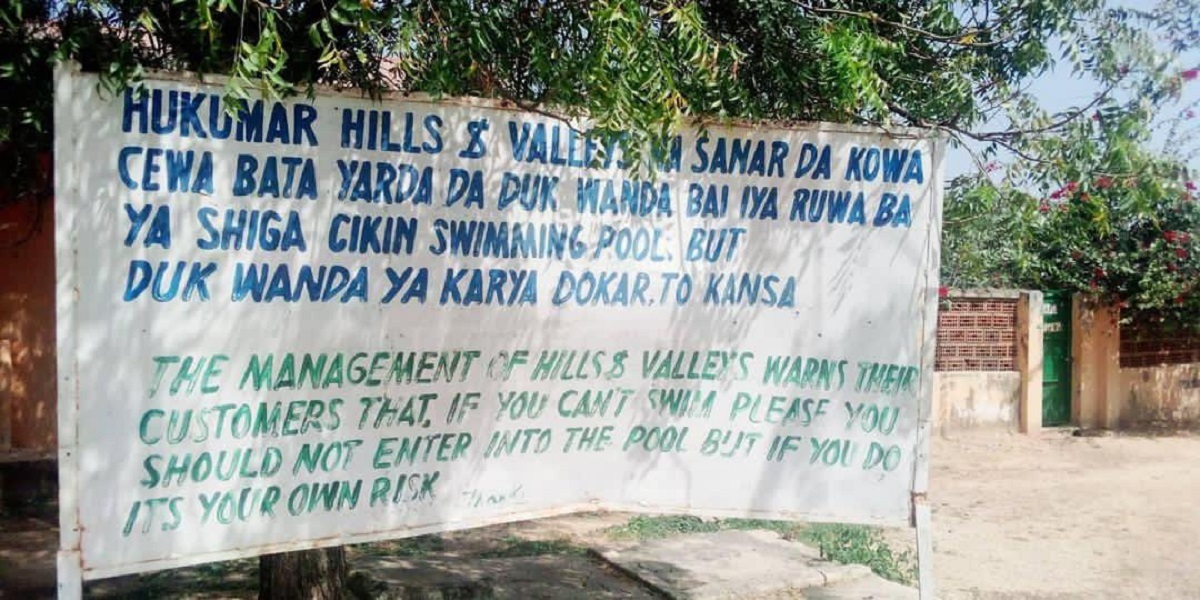 HUKUMAR HILLS & VALLEYS NA SANAR DA KOWA
CEWA BATA YARDA DA DUK WANDA BAI IYA RUWA BA
YA SHIGA CIKIN SWIMMING POOL. BUT
DUK WANDA YA KARYA DOKAR, TO KANSA
THE MANAGEMENT OF HILLS & VALLEYS WARNS THEIR
CUSTOMERS THAT, IF YOU CAN'T SWIM PLEASE YOU
SHOULD NOT ENTER INTO THE POOL BUT IF YOU DO
ITS YOUR OWN RISK